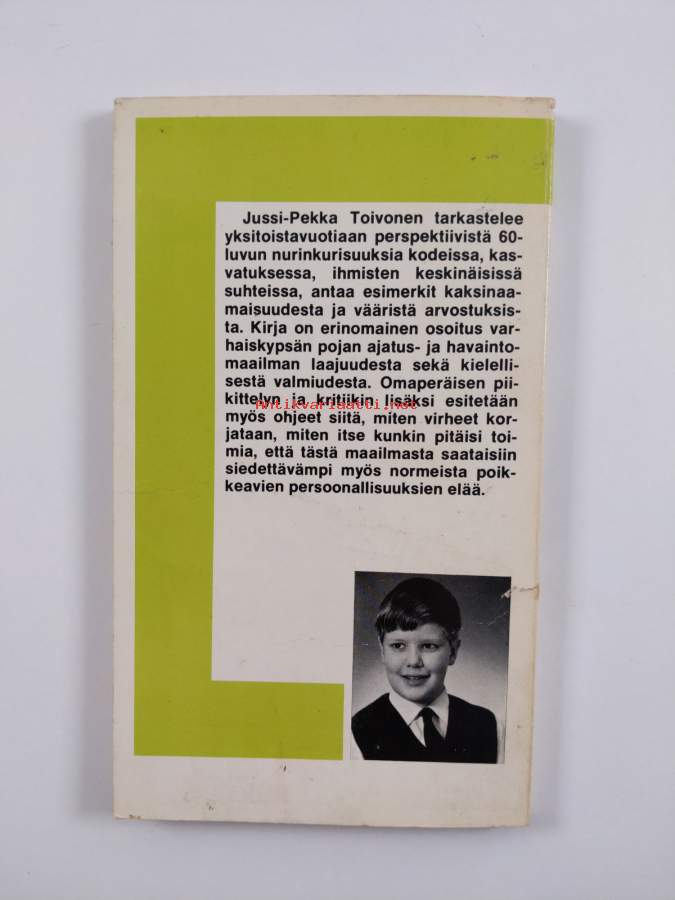 Jussi-Pekka Toivonen tarkastelee
yksitoistavuotiaan perspektiivistä 60-
luvun nurinkurisuuksia kodeissa, kas-
vatuksessa, ihmisten keskinäisissä
suhteissa, antaa esimerkit kaksinaa-
maisuudesta ja vääristä arvostuksis-
ta. Kirja on erinomainen osoitus var-
haiskypsän pojan ajatus- ja havainto-
maailman laajuudesta sekä kielelli-
sestä valmiudesta. Omaperäisen pii-
kittelyn ja kritiikin lisäksi esitetään
Antikvariaatti.net
myös ohjeet siitä, miten virheet kor-
jataan, miten itse kunkin pitäisi toi-
mia, että tästä maailmasta saataisiin
siedettävämpi myös normeista poik-
keavien persoonallisuuksien elää.